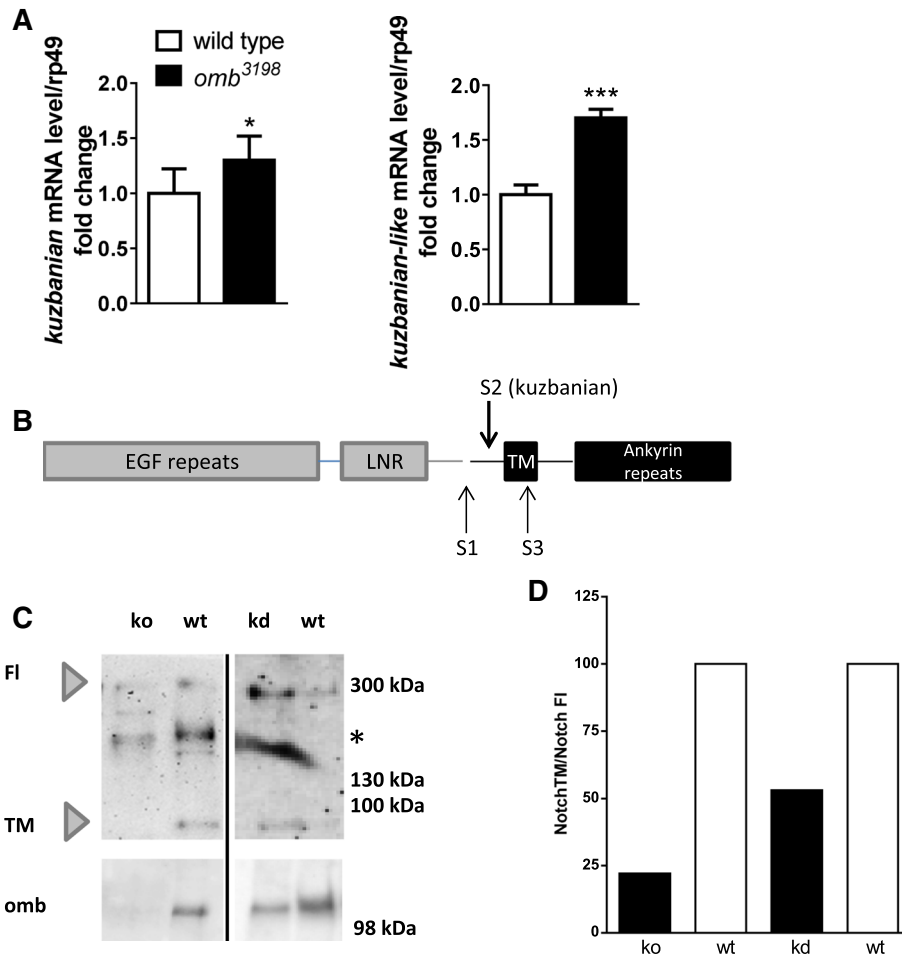 A
wild type
omb3198
kuzbanian mRNA level/rp49
fold change
2.0
1.5
1.0
0.5
0.0
*
kuzbanian-like mRNA level/rp49
fold change
2.0
1.5
1.0
0.5
0.0
***
B
S2 (kuzbanian)
EGF repeats
LNR
TM
Ankyrin
repeats
S1
S3
C
ko
wt
kd
wt
Fl
300 kDa
*
130 kDa
100 kDa
TM
omb
98 kDa
D
NotchTM/Notch Fl
125
100
75
50
25
0
ko
wt
kd
wt